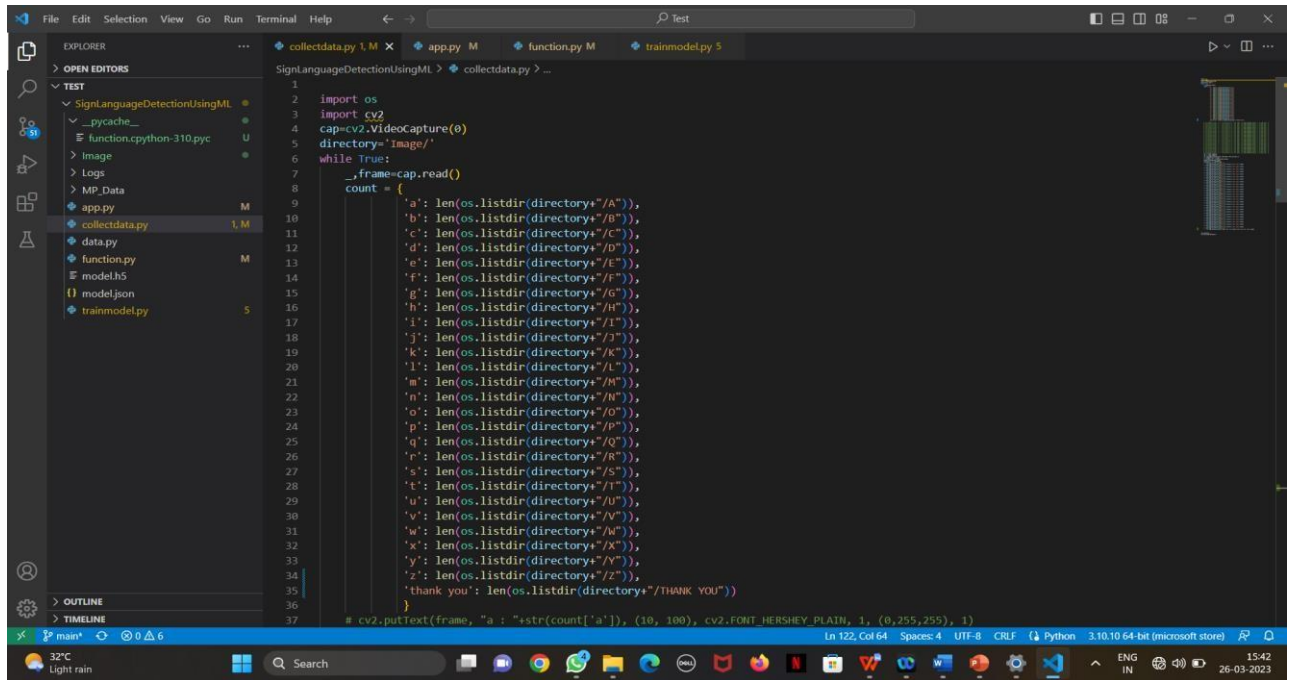 File Edit Selection View Go Run Terminal Help
Test
EXPLORER
collectdata.py 1, M
app.py M
function.py M
trainmodel.py 5
OPEN EDITORS
SignLanguageDetectionUsingML > collectdata.py > ...
TEST
SignLanguageDetectionUsingML
__pycache__
function.cpython-310.pyc U
Image
Logs
MP_Data
app.py M
collectdata.py 1, M
data.py
function.py M
model.h5
model.json
trainmodel.py 5
51
1
2 import os
3 import cv2
4 cap=cv2.VideoCapture(0)
5 directory='Image/'
6 while True:
7 _,frame=cap.read()
8 count = {
9 'a': len(os.listdir(directory+"/A")),
10 'b': len(os.listdir(directory+"/B")),
11 'c': len(os.listdir(directory+"/C")),
12 'd': len(os.listdir(directory+"/D")),
13 'e': len(os.listdir(directory+"/E")),
14 'f': len(os.listdir(directory+"/F")),
15 'g': len(os.listdir(directory+"/G")),
16 'h': len(os.listdir(directory+"/H")),
17 'i': len(os.listdir(directory+"/I")),
18 'j': len(os.listdir(directory+"/J")),
19 'k': len(os.listdir(directory+"/K")),
20 'l': len(os.listdir(directory+"/L")),
21 'm': len(os.listdir(directory+"/M")),
22 'n': len(os.listdir(directory+"/N")),
23 'o': len(os.listdir(directory+"/O")),
24 'p': len(os.listdir(directory+"/P")),
25 'q': len(os.listdir(directory+"/Q")),
26 'r': len(os.listdir(directory+"/R")),
27 's': len(os.listdir(directory+"/S")),
28 't': len(os.listdir(directory+"/T")),
29 'u': len(os.listdir(directory+"/U")),
30 'v': len(os.listdir(directory+"/V")),
31 'w': len(os.listdir(directory+"/W")),
32 'x': len(os.listdir(directory+"/X")),
33 'y': len(os.listdir(directory+"/Y")),
34 'z': len(os.listdir(directory+"/Z")),
35 'thank you': len(os.listdir(directory+"/THANK YOU"))
36 }
37 # cv2.putText(frame, "a : "+str(count['a']), (10, 100), cv2.FONT_HERSHEY_PLAIN, 1, (0,255,255), 1)
OUTLINE
TIMELINE
main* 0 6
Ln 122, Col 64 Spaces: 4 UTF-8 CRLF Python 3.10.10 64-bit (microsoft store)
32°C
Light rain
Search
DELL
ENG
IN
15:42
26-03-2023